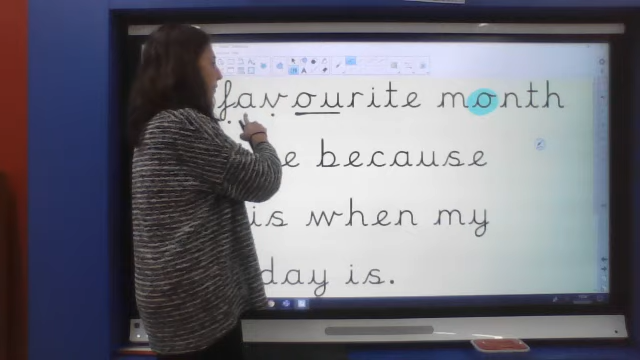 favourite month
because
is when my
day is.